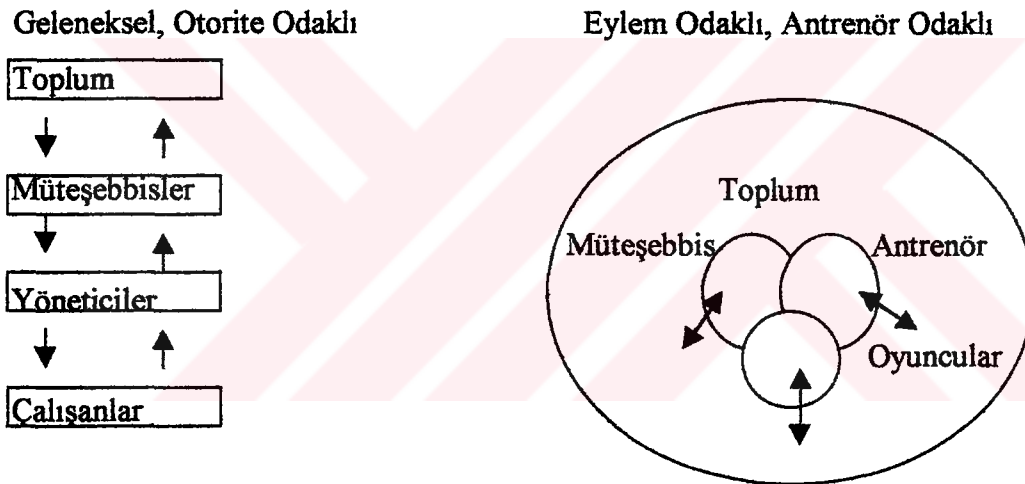 Geleneksel, Otorite Odaklı
Toplum
Müteşebbisler
Yöneticiler
Çalışanlar
Eylem Odaklı, Antrenör Odaklı
Toplum
Müteşebbis
Antrenör
Oyuncular